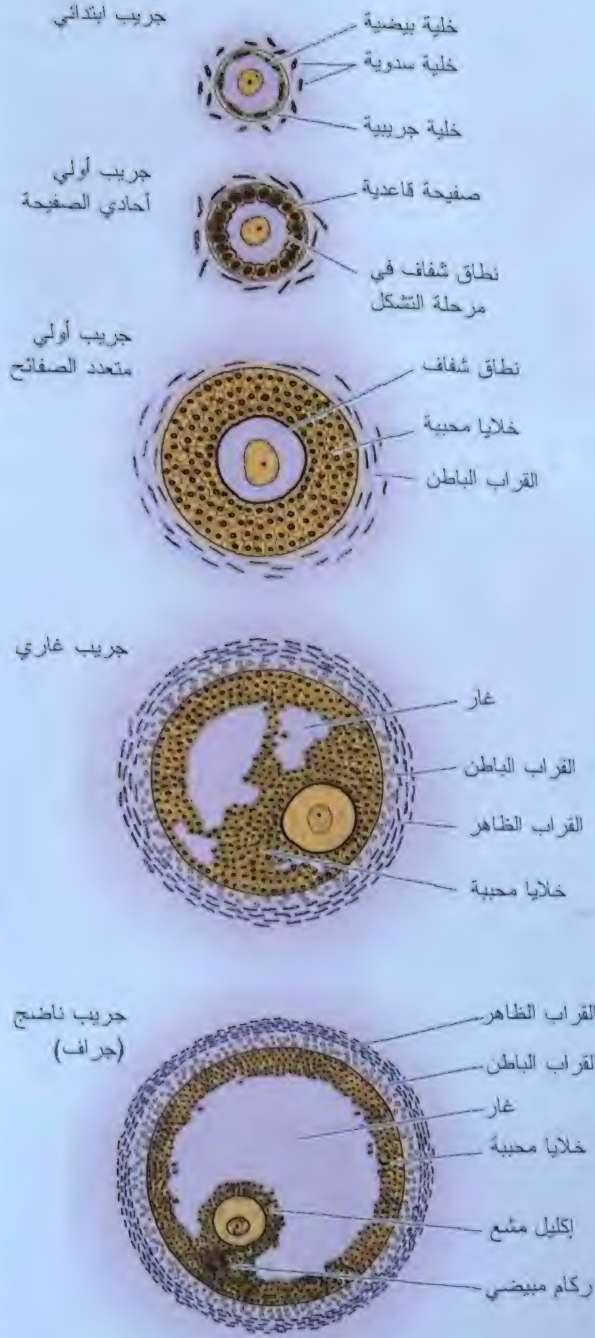 جريب ابتدائي
خلية بيضية
خلية سدوية
خلية جريبية
جريب أولي
أحادي الصفيحة
صفيحة قاعدية
نطاق شفاف في
مرحلة التشكل
جريب أولي
متعدد الصفائح
نطاق شفاف
خلايا محببة
القراب الباطن
جريب غاري
غار
القراب الباطن
القراب الظاهر
خلايا محببة
جريب ناضج
(جراف)
القراب الظاهر
القراب الباطن
غار
خلايا محببة
إكليل مشع
ركام مبيضي